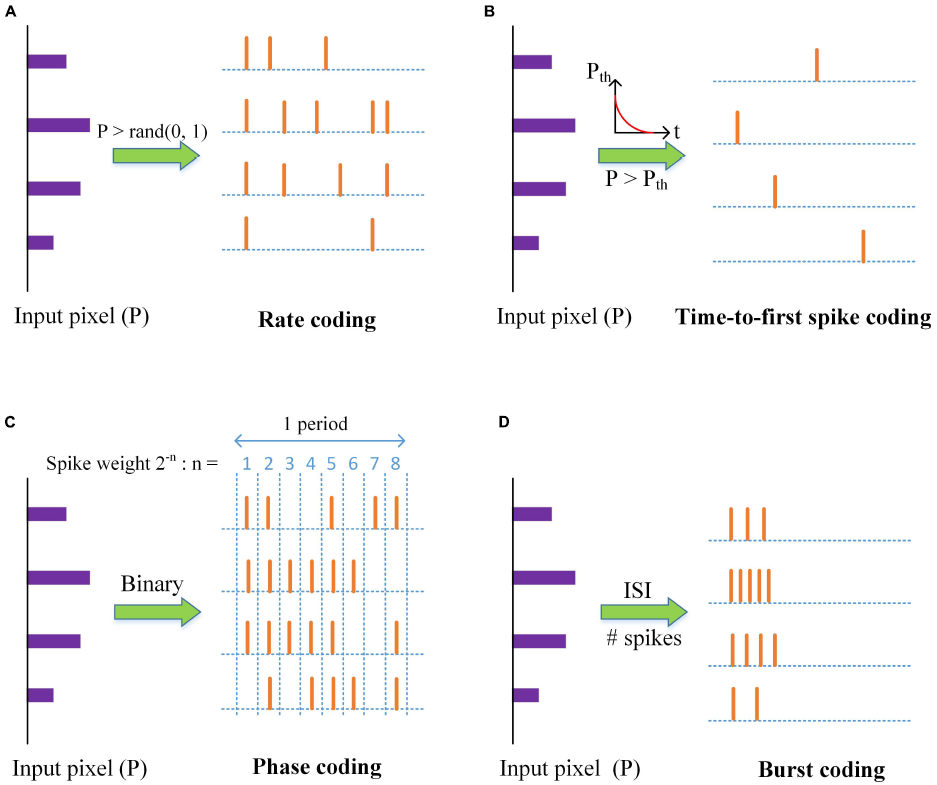 A
P > rand(0, 1)
Input pixel (P)
Rate coding
B
Pth
t
P > Pth
Input pixel (P)
Time-to-first spike coding
C
1 period
Spike weight 2-n : n = 1 2 3 4 5 6 7 8
Binary
Input pixel (P)
Phase coding
D
ISI
# spikes
Input pixel (P)
Burst coding